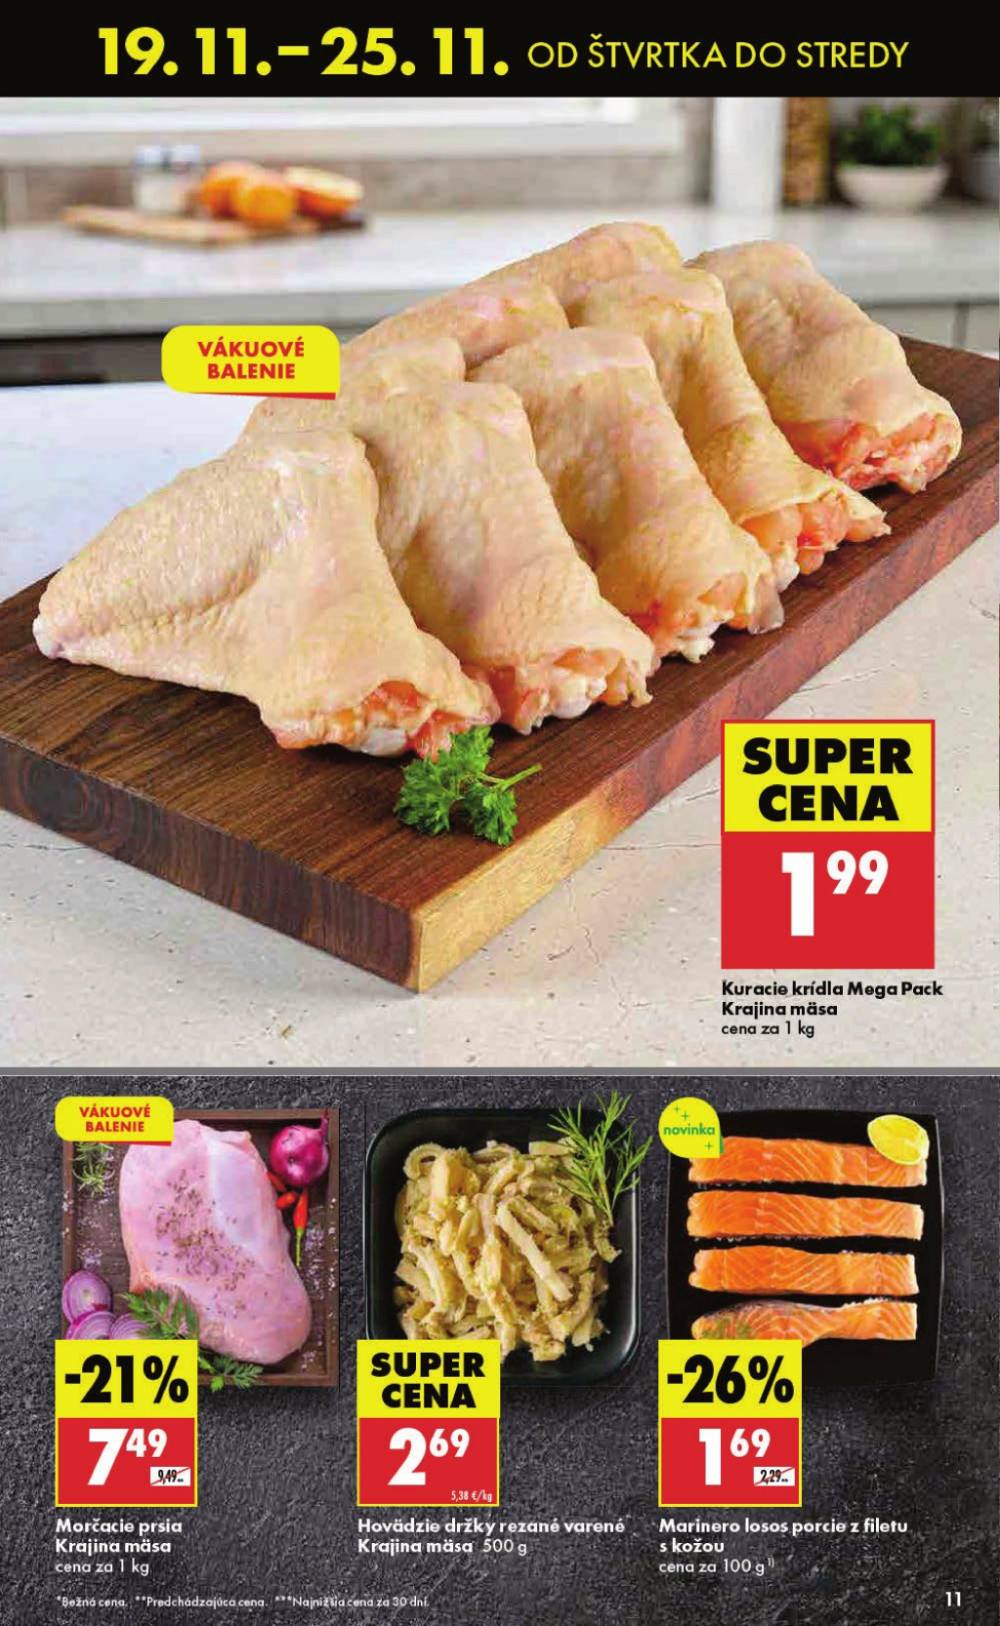 19. 11. – 25. 11. OD ŠTVRTKA DO STREDY
VÁKUOVÉ
BALENIE
SUPER
CENA
1 99
Kuracie krídla Mega Pack
Krajina mäsa
cena za 1 kg
VÁKUOVÉ
BALENIE
-21%
7 49
9,49
Morčacie prsia
Krajina mäsa
cena za 1 kg
SUPER
CENA
2 69
5,38 €/kg
Hovädzie držky rezané varené
Krajina mäsa 500 g
novinka
-26%
1 69
2,29
Marinero losos porcie z filetu
s kožou
cena za 100 g 1)
*Bežná cena. **Predchádzajúca cena. ***Najnižšia cena za 30 dní.
11